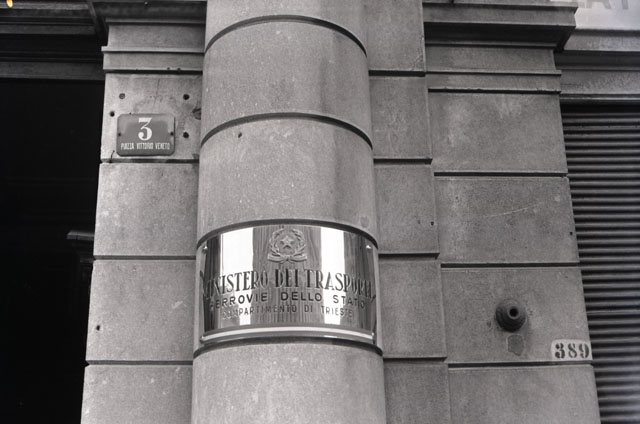 3
PIAZZA VITTORIO VENETO
MINISTERO DEI TRASPORTI
FERROVIE DELLO STATO
COMPARTIMENTO DI TRIESTE
389